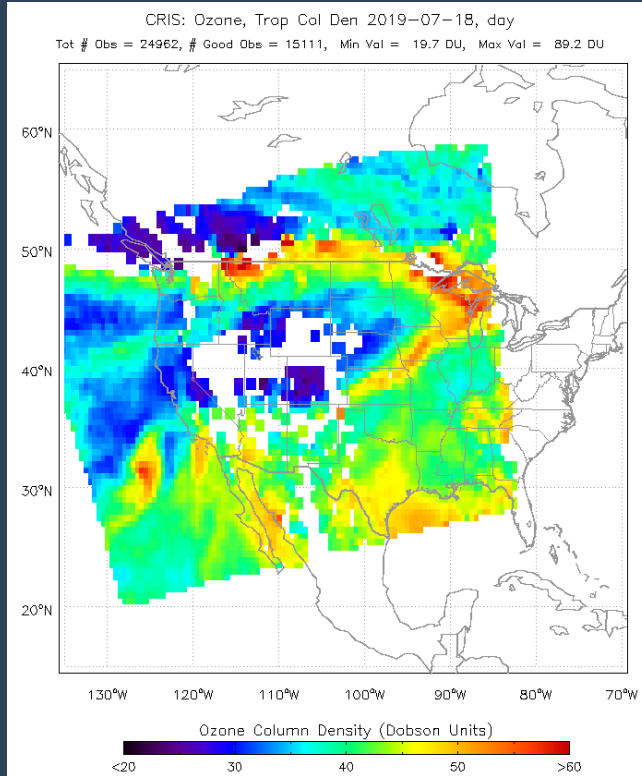 CRIS: Ozone, Trop Col Den 2019-07-18, day
Tot # Obs = 24962, # Good Obs = 15111, Min Val = 19.7 DU, Max Val = 89.2 DU
60°N
50°N
40°N
30°N
20°N
130°W 120°W 110°W 100°W 90°W 80°W 70°W
Ozone Column Density (Dobson Units)
<20 30 40 50 >60